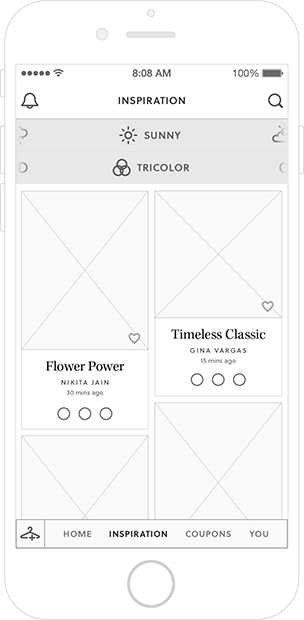 8:08 AM
100%
INSPIRATION
SUNNY
TRICOLOR
Flower Power
NIKITA JAIN
30 mins ago
Timeless Classic
GINA VARGAS
15 mins ago
HOME INSPIRATION COUPONS YOU